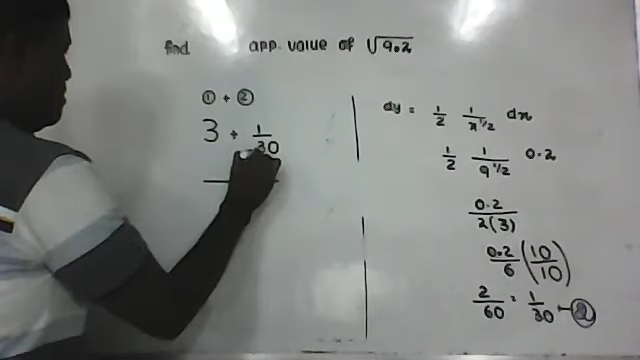 find app. value of √9.2
① + ②
3 + 1/30
dy = 1/2 1/x^1/2 dx
1/2 1/9^1/2 0.2
0.2/2(3)
0.2/6 (10/10)
2/60 = 1/30 - ②